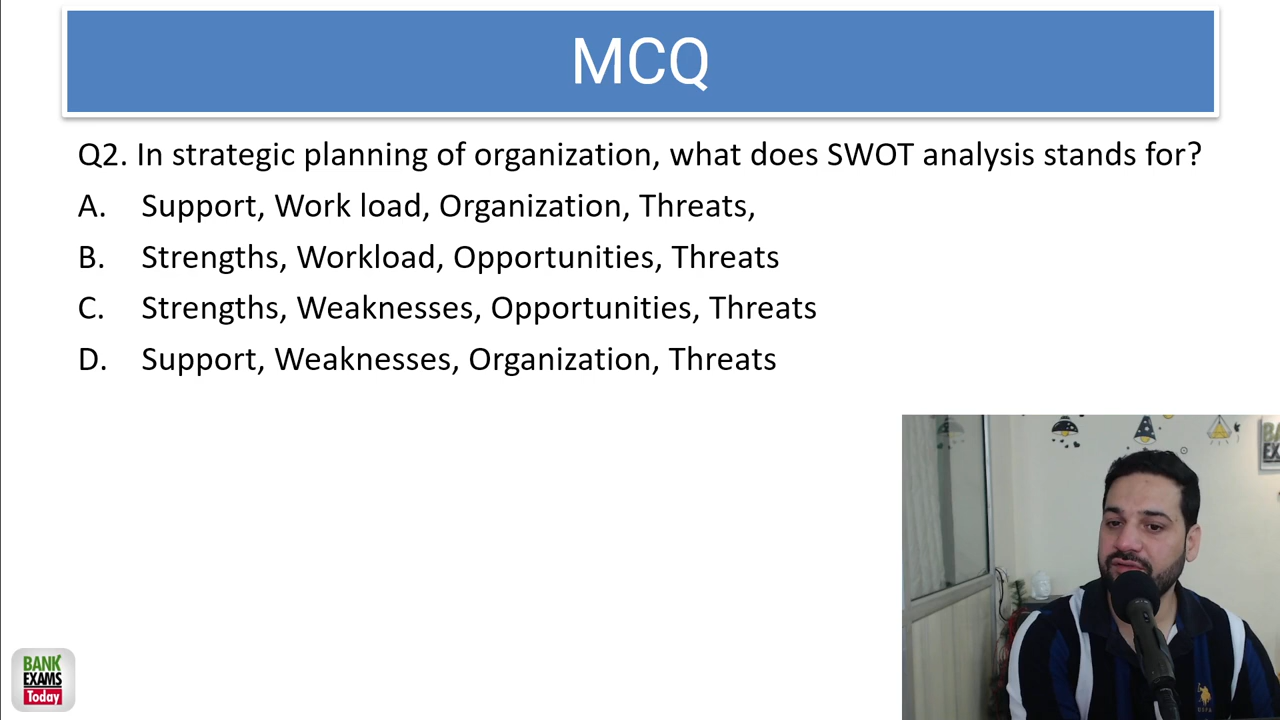 MCQ
Q2. In strategic planning of organization, what does SWOT analysis stands for?
A. Support, Work load, Organization, Threats,
B. Strengths, Workload, Opportunities, Threats
C. Strengths, Weaknesses, Opportunities, Threats
D. Support, Weaknesses, Organization, Threats
BANK
EXAMS
Today